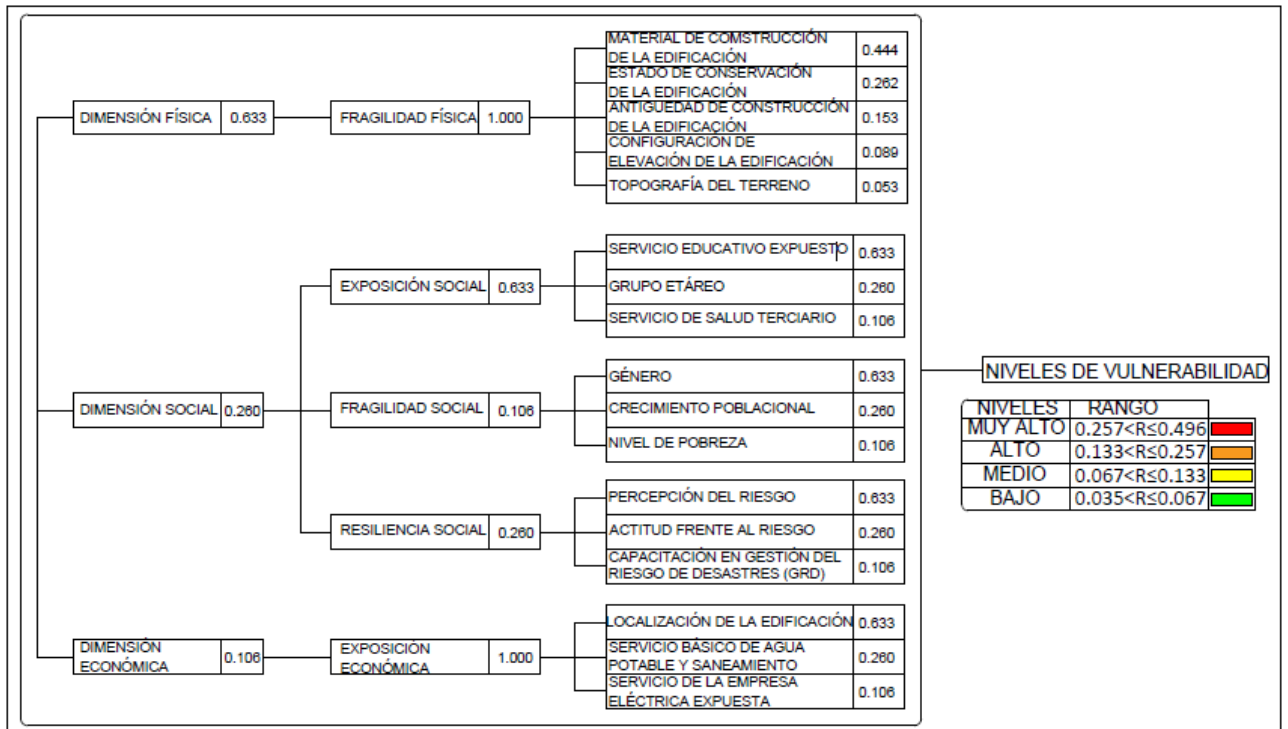 MATERIAL DE COMSTRUCCIÓN
DE LA EDIFICACIÓN 0.444
ESTADO DE CONSERVACIÓN
DE LA EDIFICACIÓN 0.262
DIMENSIÓN FÍSICA 0.633 FRAGILIDAD FÍSICA 1.000
ANTIGUEDAD DE CONSTRUCCIÓN
DE LA EDIFICACIÓN 0.153
CONFIGURACIÓN DE
ELEVACIÓN DE LA EDIFICACIÓN 0.089
TOPOGRAFÍA DEL TERRENO 0.053
SERVICIO EDUCATIVO EXPUESTO 0.633
EXPOSICIÓN SOCIAL 0.633 GRUPO ETÁREO 0.260
SERVICIO DE SALUD TERCIARIO 0.106
GÉNERO 0.633
DIMENSIÓN SOCIAL 0.260 FRAGILIDAD SOCIAL 0.106 CRECIMIENTO POBLACIONAL 0.260
NIVEL DE POBREZA 0.106
PERCEPCIÓN DEL RIESGO 0.633
RESILIENCIA SOCIAL 0.260 ACTITUD FRENTE AL RIESGO 0.260
CAPACITACIÓN EN GESTIÓN DEL
RIESGO DE DESASTRES (GRD) 0.106
LOCALIZACIÓN DE LA EDIFICACIÓN 0.633
DIMENSIÓN
ECONÓMICA 0.106
EXPOSICIÓN
ECONÓMICA 1.000
SERVICIO BÁSICO DE AGUA
POTABLE Y SANEAMIENTO 0.260
SERVICIO DE LA EMPRESA
ELÉCTRICA EXPUESTA 0.106
NIVELES DE VULNERABILIDAD
NIVELES RANGO
MUY ALTO 0.257<R≤0.496
ALTO 0.133<R≤0.257
MEDIO 0.067<R≤0.133
BAJO 0.035<R≤0.067